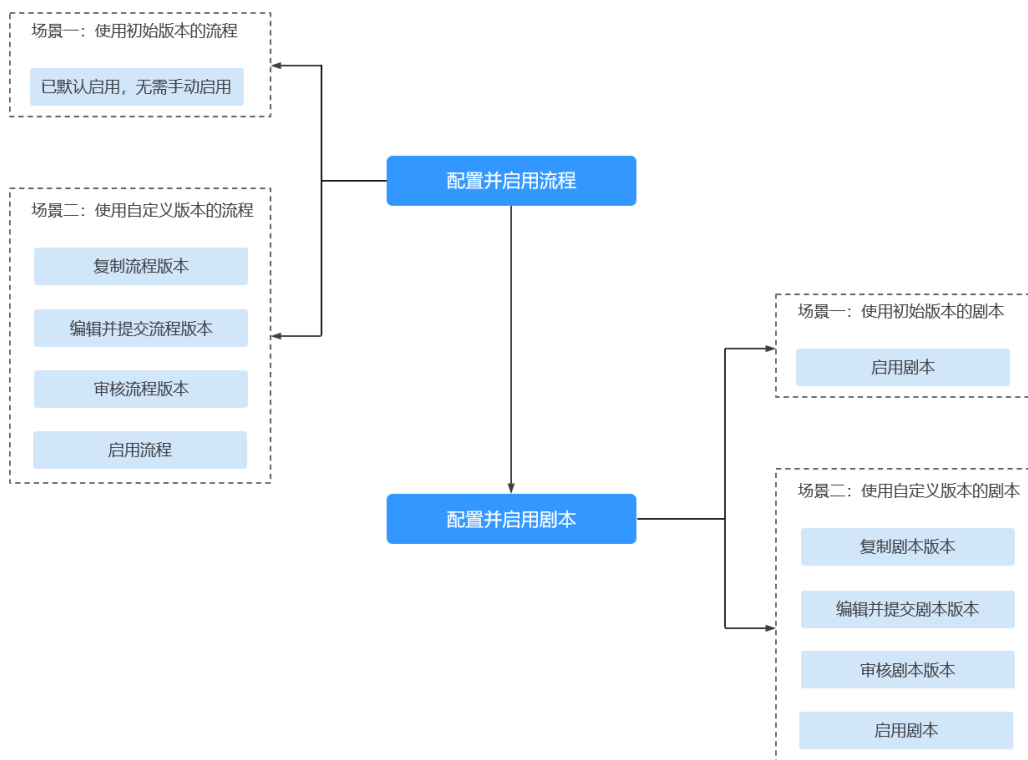 场景一：使用初始版本的流程
已默认启用，无需手动启用
配置并启用流程
场景二：使用自定义版本的流程
复制流程版本
编辑并提交流程版本
审核流程版本
启用流程
配置并启用剧本
场景一：使用初始版本的剧本
启用剧本
场景二：使用自定义版本的剧本
复制剧本版本
编辑并提交剧本版本
审核剧本版本
启用剧本